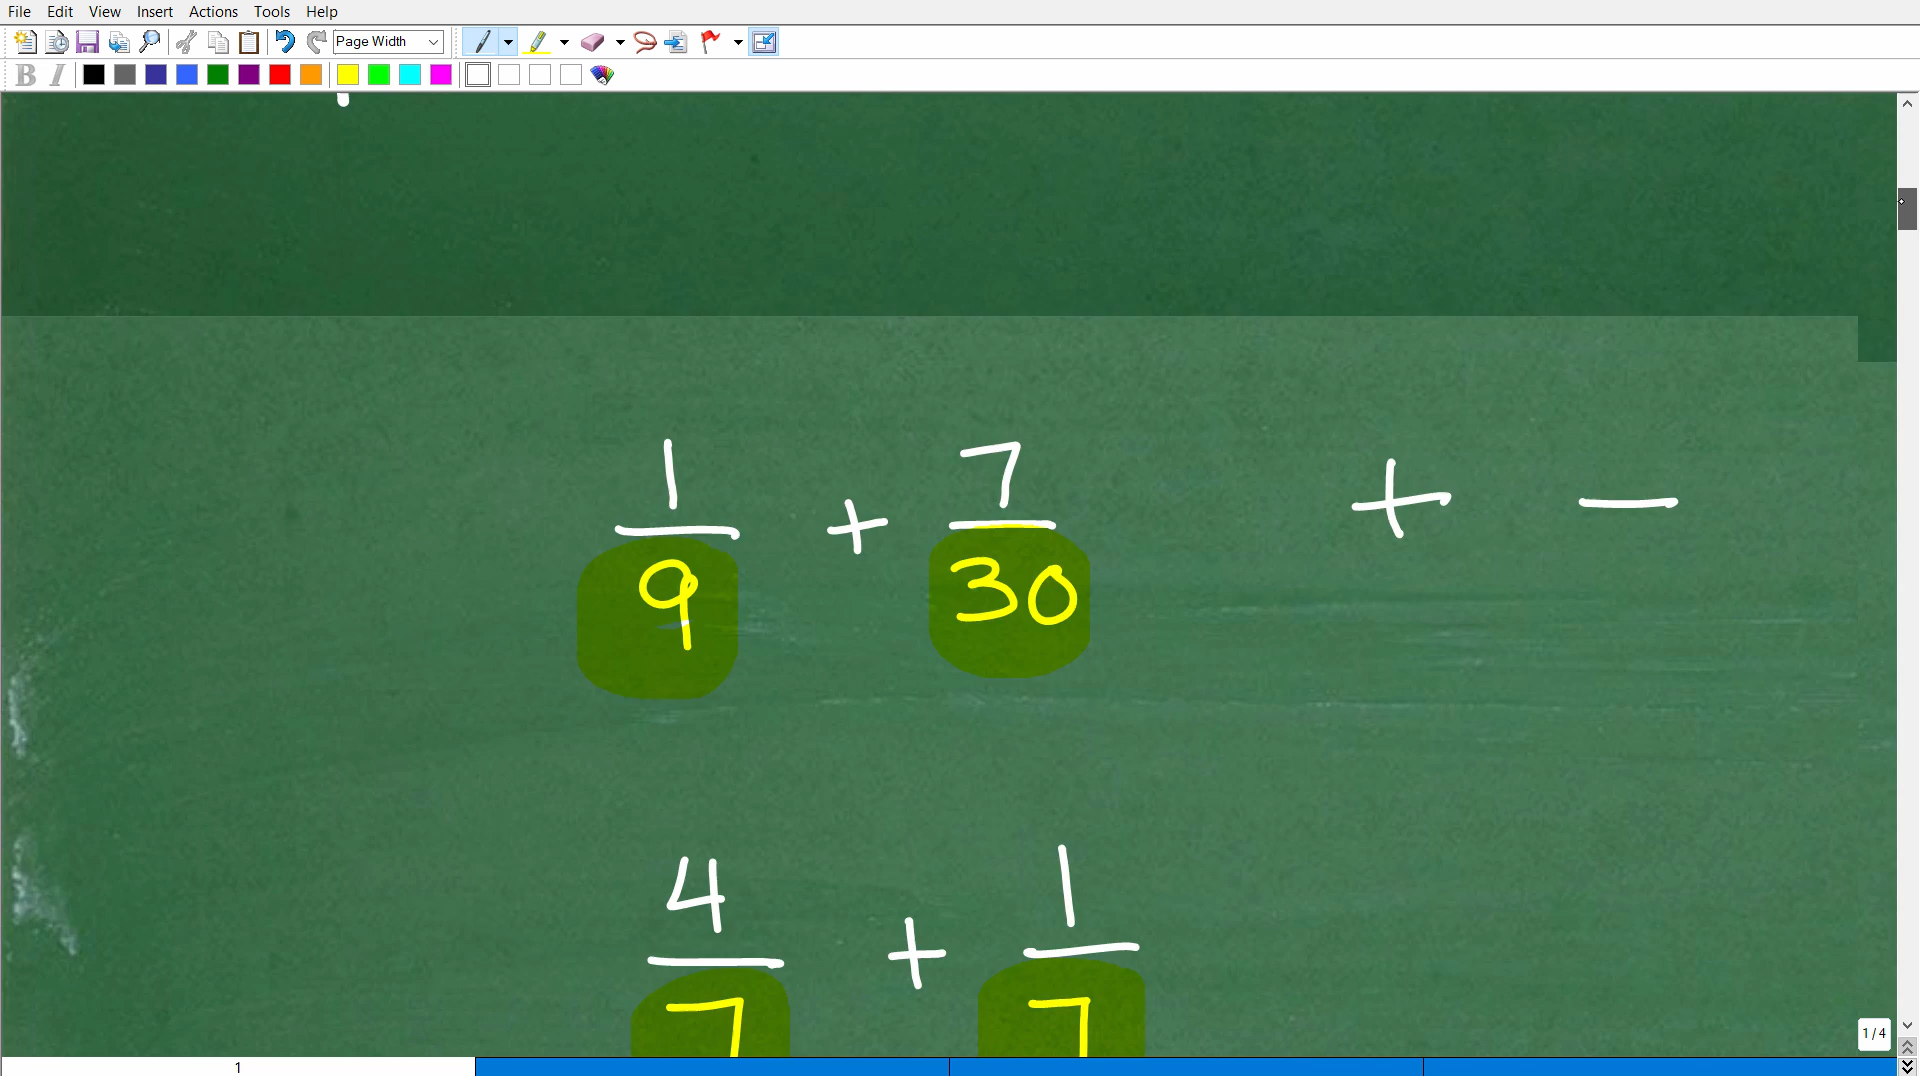 File Edit View Insert Actions Tools Help
Page Width
B I
1/9 + 7/30 + −
4/7 + 1/7
1/4
1